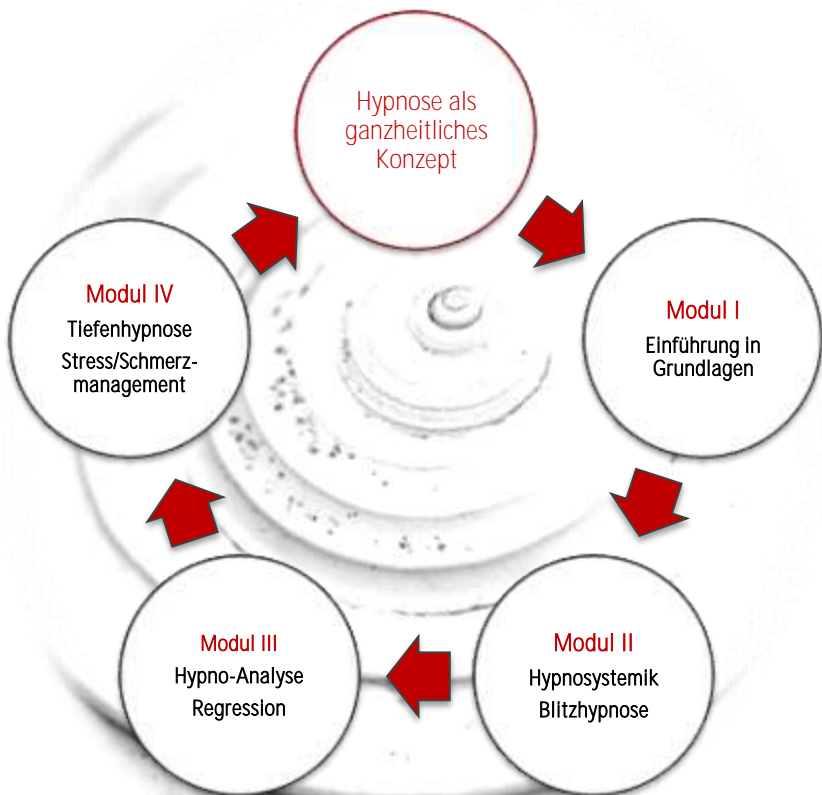 Hypnose als
ganzheitliches
Konzept
Modul I
Einführung in
Grundlagen
Modul II
Hypnosystemik
Blitzhypnose
Modul III
Hypno-Analyse
Regression
Modul IV
Tiefenhypnose
Stress/Schmerz-
management